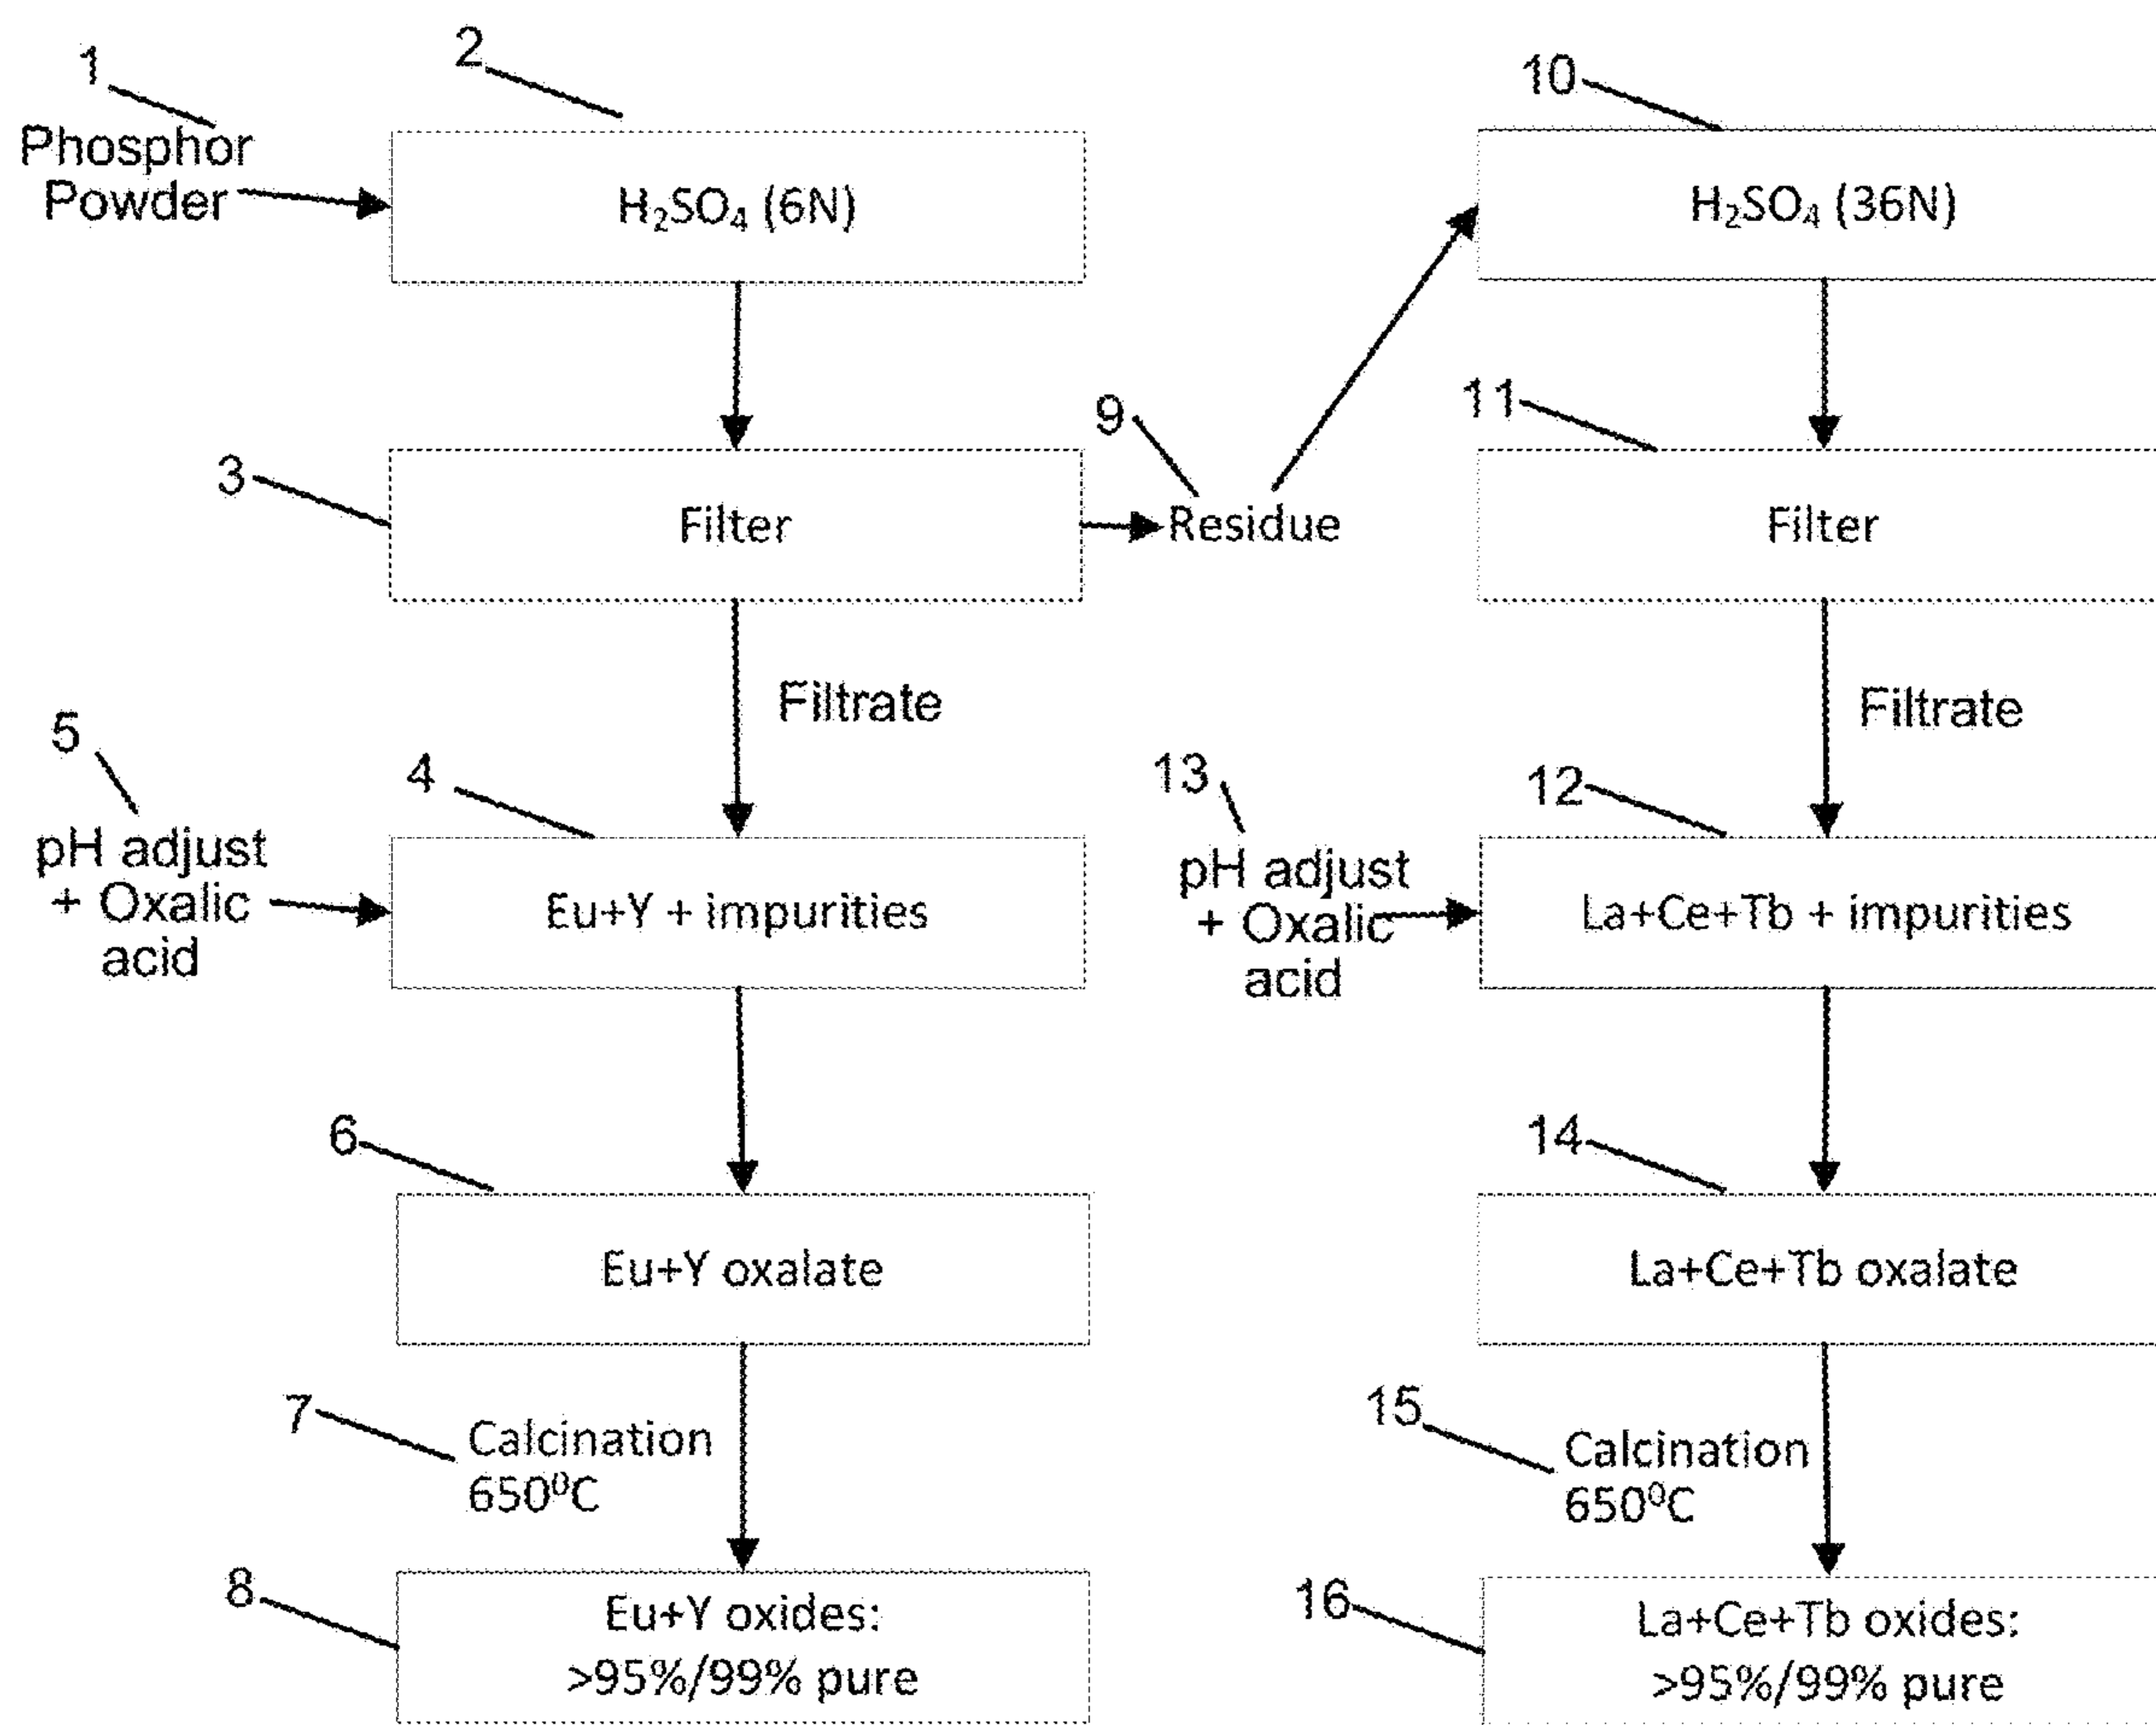 1
2
Phosphor
Powder
H₂SO₄ (6N)
3
Filter
9
Residue
Filtrate
5
4
pH adjust
+ Oxalic
acid
Eu+Y + impurities
6
Eu+Y oxalate
7
Calcination
650⁰C
8
Eu+Y oxides:
>95%/99% pure
10
H₂SO₄ (36N)
11
Filter
Filtrate
13
12
pH adjust
+ Oxalic
acid
La+Ce+Tb + impurities
14
La+Ce+Tb oxalate
15
Calcination
650⁰C
16
La+Ce+Tb oxides:
>95%/99% pure